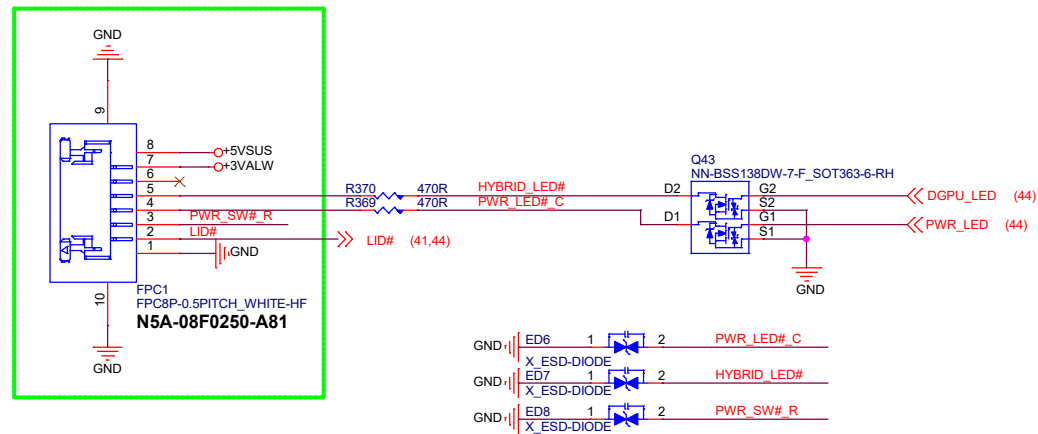 GND
9
8
+5VSUS
7
+3VALW
6
5
R370 470R HYBRID_LED#
4
R369 470R PWR_LED#_C
3
PWR_SW#_R
2
LID#
LID# (41,44)
1
GND
FPC1
FPC8P-0.5PITCH_WHITE-HF
N5A-08F0250-A81
10
GND
Q43
NN-BSS138DW-7-F_SOT363-6-RH
D2 G2
DGPU_LED (44)
S2
D1 G1
PWR_LED (44)
S1
GND
GND ED6 1 2 PWR_LED#_C
X_ESD-DIODE
GND ED7 1 2 HYBRID_LED#
X_ESD-DIODE
GND ED8 1 2 PWR_SW#_R
X_ESD-DIODE